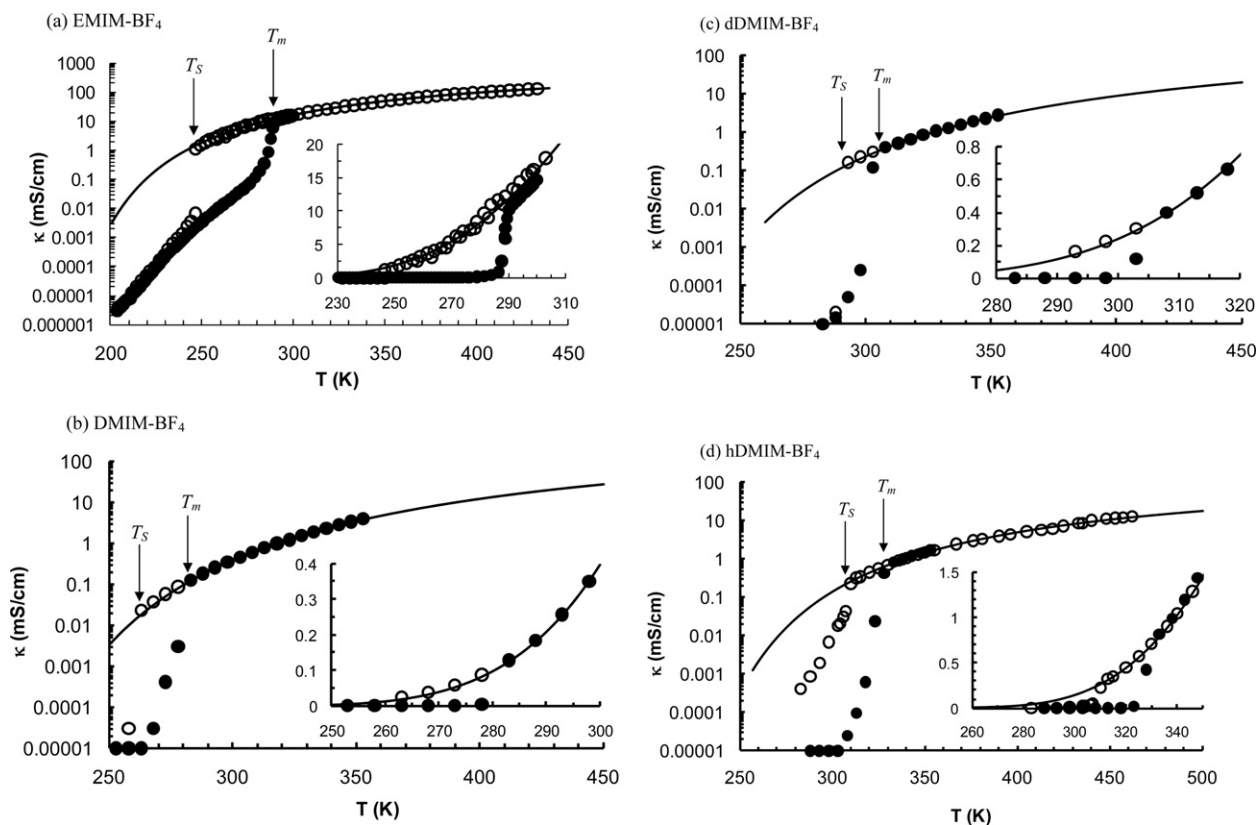 (a) EMIM-BF₄
T_S
T_m
κ (mS/cm)
1000
100
10
1
0.1
0.01
0.001
0.0001
0.00001
0.000001
200 250 300 350 400 450
T (K)
20
15
10
5
0
230 250 270 290 310
(c) dDMIM-BF₄
T_S
T_m
κ (mS/cm)
100
10
1
0.1
0.01
0.001
0.0001
0.00001
250 300 350 400 450
T (K)
0.8
0.6
0.4
0.2
0
280 290 300 310 320
(b) DMIM-BF₄
T_S
T_m
κ (mS/cm)
100
10
1
0.1
0.01
0.001
0.0001
0.00001
250 300 350 400 450
T (K)
0.4
0.3
0.2
0.1
0
250 260 270 280 290 300
(d) hDMIM-BF₄
T_S
T_m
κ (mS/cm)
100
10
1
0.1
0.01
0.001
0.0001
0.00001
250 300 350 400 450 500
T (K)
1.5
1
0.5
0
260 280 300 320 340